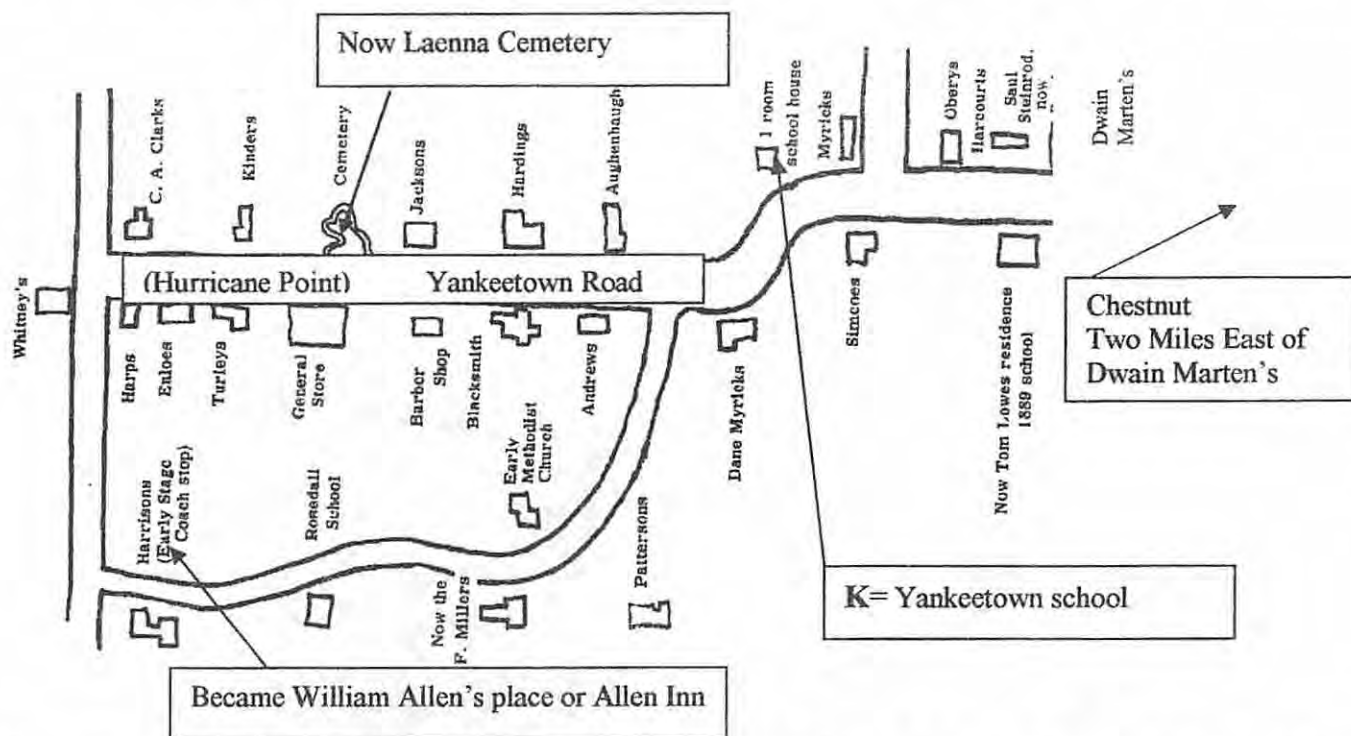 Now Laenna Cemetery
C. A. Clarks
Kinders
Cemetery
Jacksons
Hardings
Aughenbaugh
1 room
school house
Myricks
Oberys
Harcourts
Saul
now.
Dwain
Marten's
Whitney's
(Hurricane Point) Yankeetown Road
Harps
Enloes
Turleys
General
Store
Barber
Shop
Blacksmith
Andrews
Dane Myricks
Simcoes
Now Tom Lowes residence
1889 school
Chestnut
Two Miles East of
Dwain Marten's
Harrisons
(Early Stage
Coach stop)
Rosedall
School
Early
Methodist
Church
Now the
F. Millers
Pattersons
K= Yankeetown school
Became William Allen's place or Allen Inn